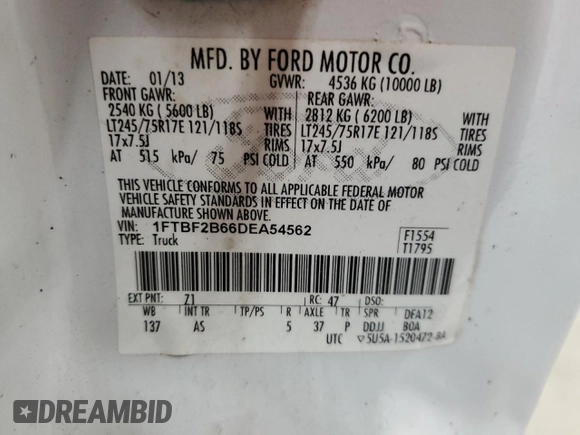 MFD. BY FORD MOTOR CO.
DATE: 01/13 GVWR: 4536 KG (10000 LB)
FRONT GAWR: REAR GAWR:
2540 KG ( 5600 LB) WITH 2812 KG ( 6200 LB) WITH
LT245/75R17E 121/118S TIRES LT245/75R17E 121/118S TIRES
17x7.5J RIMS 17x7.5J RIMS
AT 515 kPa/ 75 PSI COLD AT 550 kPa/ 80 PSI COLD
THIS VEHICLE CONFORMS TO ALL APPLICABLE FEDERAL MOTOR
VEHICLE SAFETY STANDARDS IN EFFECT ON THE DATE OF
MANUFACTURE SHOWN ABOVE.
VIN: 1FTBF2B66DEA54562 F1554
TYPE: Truck T1795
EXT PNT: Z1 RC: 47 DSO:
WB INT TR TP/PS R AXLE TR SPR DFA12
137 AS 5 37 P DDJJ BOA
UTC ▽5U5A-1520472-BA
DREAMBID